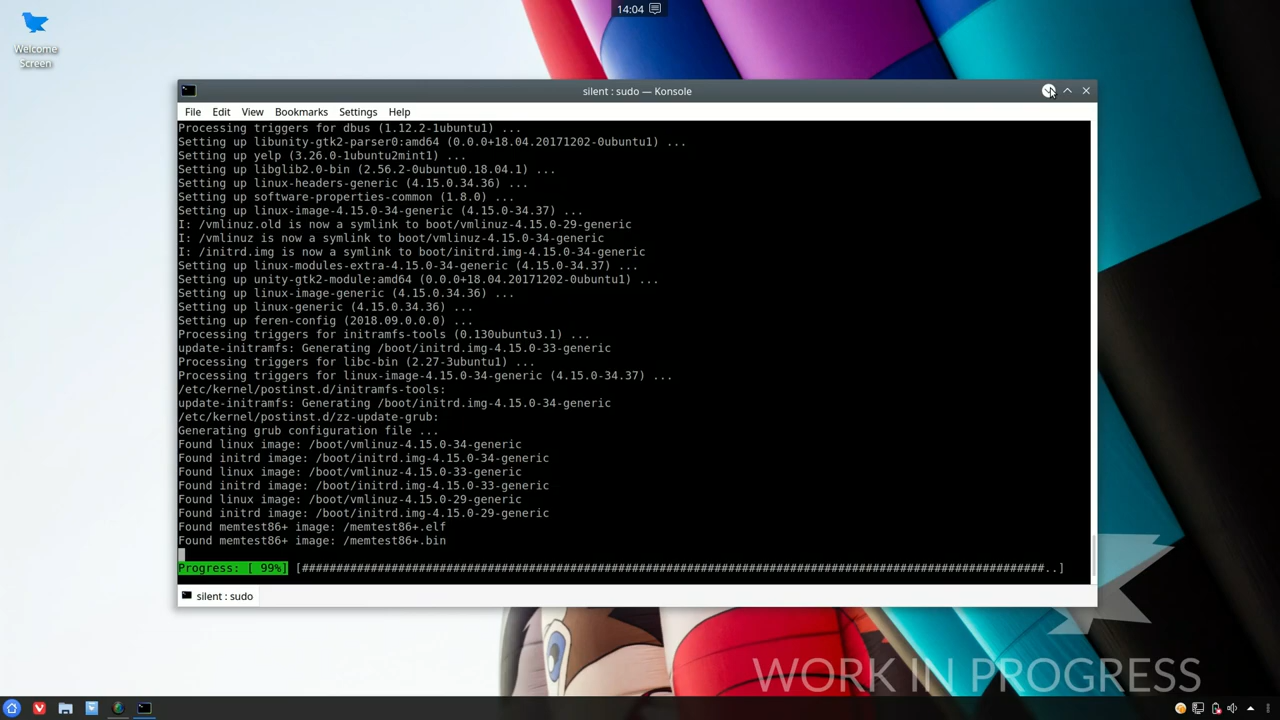 14:04
Welcome
Screen
silent : sudo — Konsole
File Edit View Bookmarks Settings Help
Processing triggers for dbus (1.12.2-1ubuntu1) ...
Setting up libunity-gtk2-parser0:amd64 (0.0.0+18.04.20171202-0ubuntu1) ...
Setting up yelp (3.26.0-1ubuntu2mint1) ...
Setting up libglib2.0-bin (2.56.2-0ubuntu0.18.04.1) ...
Setting up linux-headers-generic (4.15.0.34.36) ...
Setting up software-properties-common (1.8.0) ...
Setting up linux-image-4.15.0-34-generic (4.15.0-34.37) ...
I: /vmlinuz.old is now a symlink to boot/vmlinuz-4.15.0-29-generic
I: /vmlinuz is now a symlink to boot/vmlinuz-4.15.0-34-generic
I: /initrd.img is now a symlink to boot/initrd.img-4.15.0-34-generic
Setting up linux-modules-extra-4.15.0-34-generic (4.15.0-34.37) ...
Setting up unity-gtk2-module:amd64 (0.0.0+18.04.20171202-0ubuntu1) ...
Setting up linux-image-generic (4.15.0.34.36) ...
Setting up linux-generic (4.15.0.34.36) ...
Setting up feren-config (2018.09.0.0.0) ...
Processing triggers for initramfs-tools (0.130ubuntu3.1) ...
update-initramfs: Generating /boot/initrd.img-4.15.0-33-generic
Processing triggers for libc-bin (2.27-3ubuntu1) ...
Processing triggers for linux-image-4.15.0-34-generic (4.15.0-34.37) ...
/etc/kernel/postinst.d/initramfs-tools:
update-initramfs: Generating /boot/initrd.img-4.15.0-34-generic
/etc/kernel/postinst.d/zz-update-grub:
Generating grub configuration file ...
Found linux image: /boot/vmlinuz-4.15.0-34-generic
Found initrd image: /boot/initrd.img-4.15.0-34-generic
Found linux image: /boot/vmlinuz-4.15.0-33-generic
Found initrd image: /boot/initrd.img-4.15.0-33-generic
Found linux image: /boot/vmlinuz-4.15.0-29-generic
Found initrd image: /boot/initrd.img-4.15.0-29-generic
Found memtest86+ image: /memtest86+.elf
Found memtest86+ image: /memtest86+.bin
Progress: [ 99%] [#############################################################################################################..]
silent : sudo
WORK IN PROGRESS